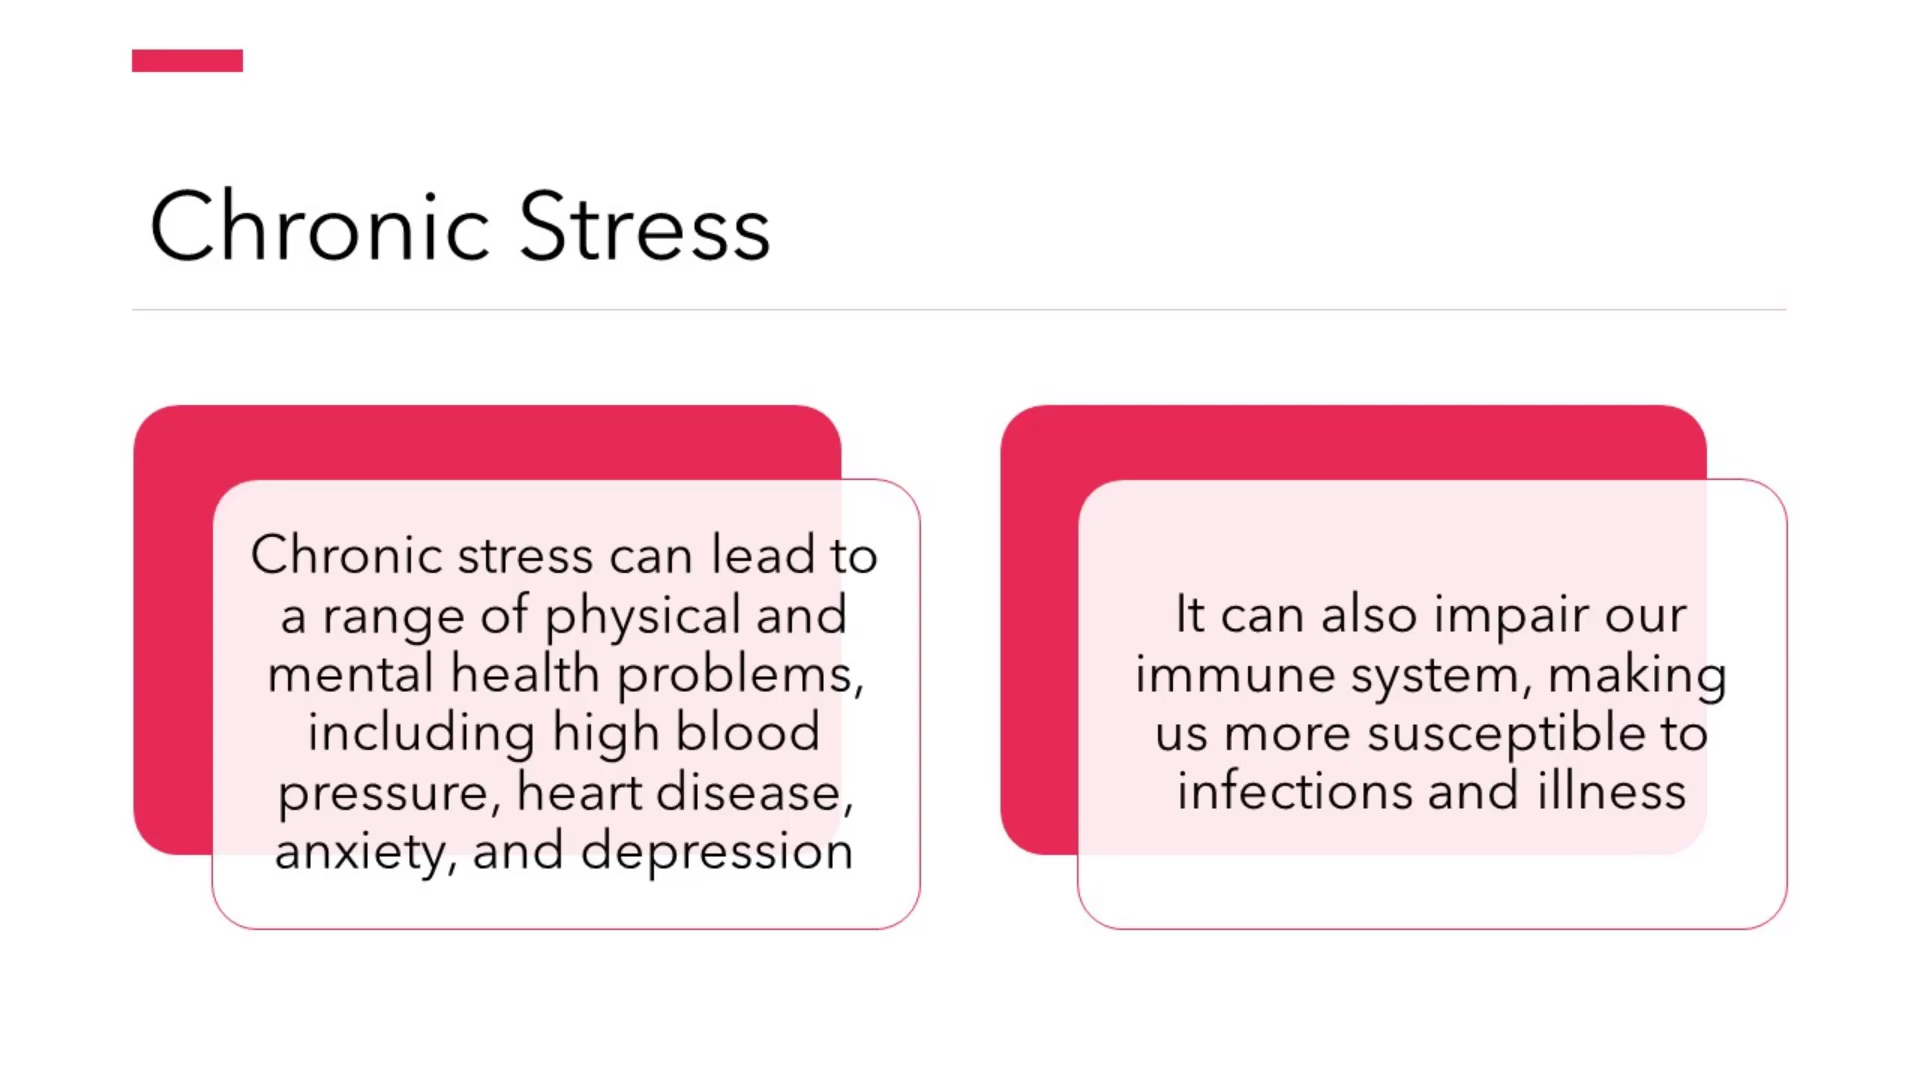 Chronic Stress
Chronic stress can lead to
a range of physical and
mental health problems,
including high blood
pressure, heart disease,
anxiety, and depression
It can also impair our
immune system, making
us more susceptible to
infections and illness